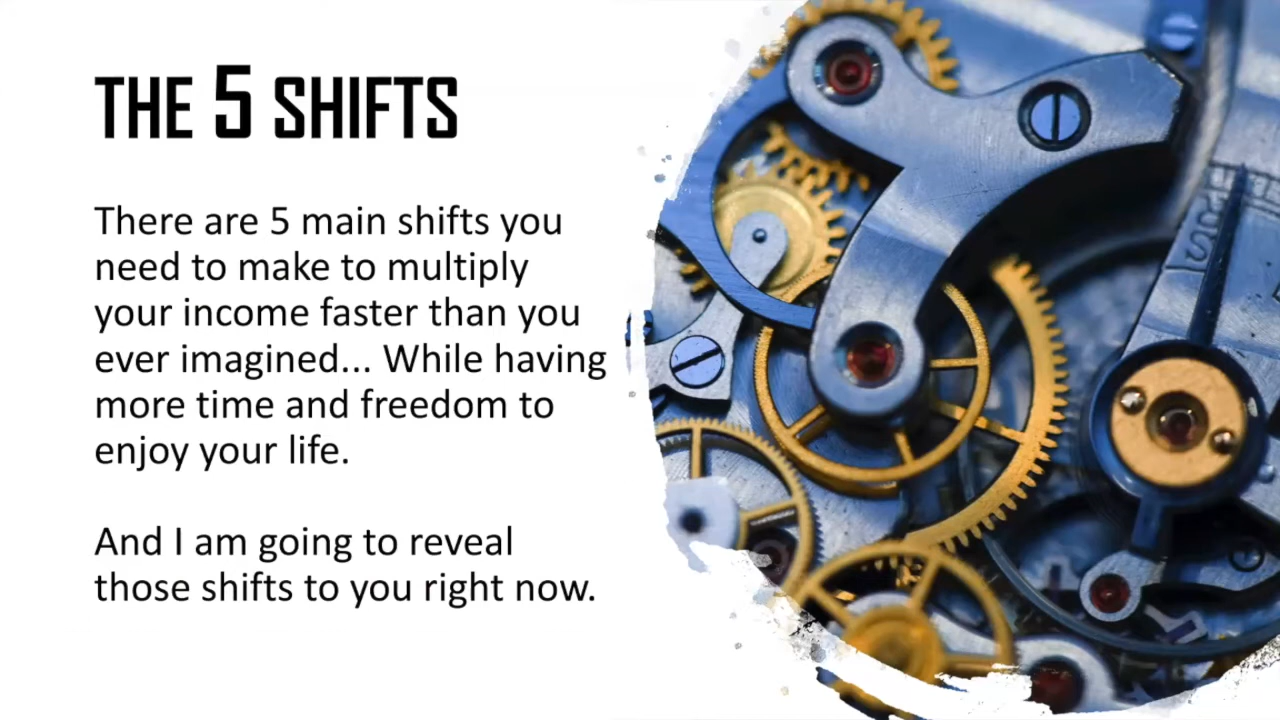 THE 5 SHIFTS
There are 5 main shifts you
need to make to multiply
your income faster than you
ever imagined... While having
more time and freedom to
enjoy your life.
And I am going to reveal
those shifts to you right now.